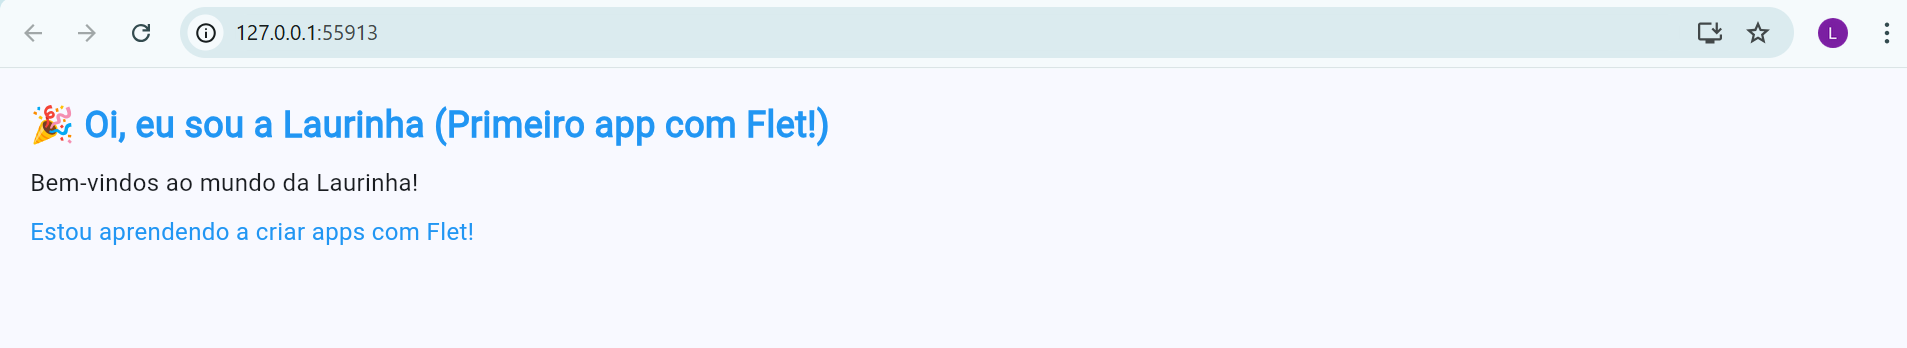 127.0.0.1:55913
L
🎉 Oi, eu sou a Laurinha (Primeiro app com Flet!)
Bem-vindos ao mundo da Laurinha!
Estou aprendendo a criar apps com Flet!